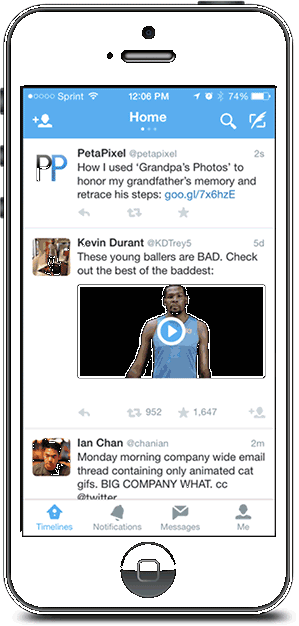 Sprint 12:06 PM 74%
Home
PP
PetaPixel @petapixel 2s
How I used ‘Grandpa's Photos’ to
honor my grandfather's memory and
retrace his steps: goo.gl/7x6hzE
Kevin Durant @KDTrey5 5d
These young ballers are BAD. Check
out the best of the baddest:
952 1,647
Ian Chan @chanian 2m
Monday morning company wide email
thread containing only animated cat
gifs. BIG COMPANY WHAT. cc
@twitter
Timelines Notifications Messages Me